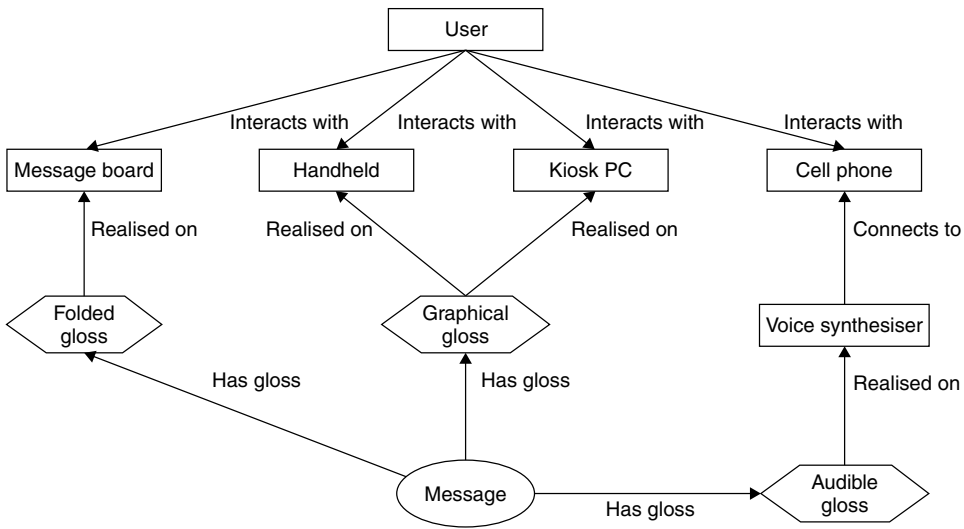 User
Interacts with
Interacts with
Interacts with
Interacts with
Message board
Handheld
Kiosk PC
Cell phone
Realised on
Realised on
Realised on
Connects to
Folded
gloss
Graphical
gloss
Voice synthesiser
Has gloss
Has gloss
Realised on
Message
Has gloss
Audible
gloss